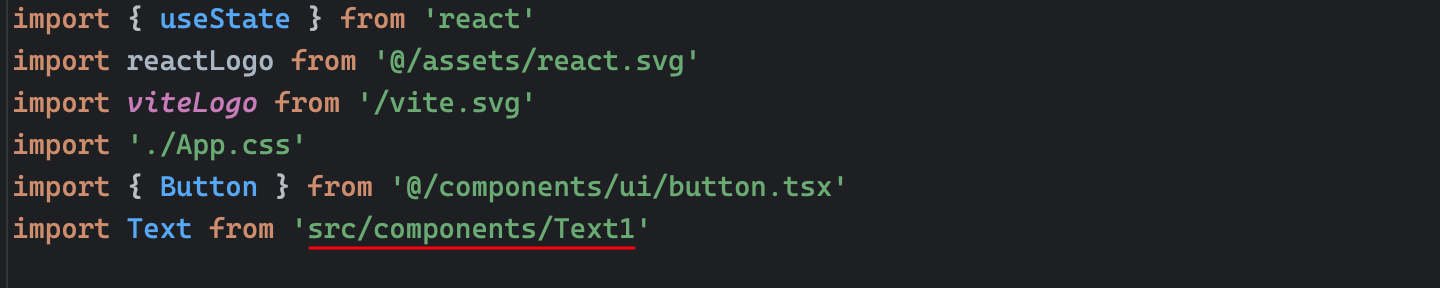 import { useState } from 'react'
import reactLogo from '@/assets/react.svg'
import viteLogo from '/vite.svg'
import './App.css'
import { Button } from '@/components/ui/button.tsx'
import Text from 'src/components/Text1'